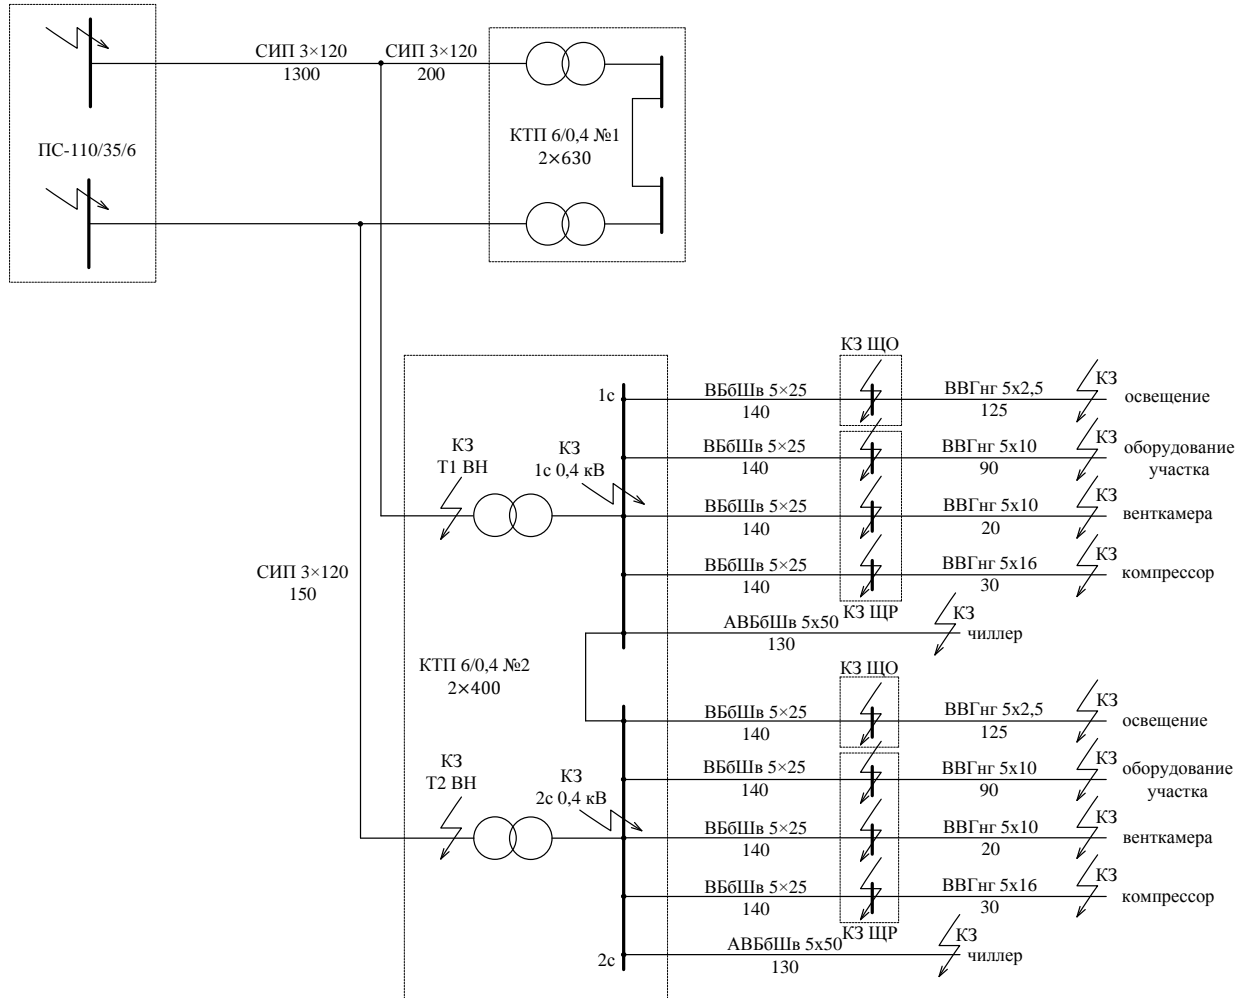 СИП 3×120
1300
СИП 3×120
200
ПС-110/35/6
КТП 6/0,4 №1
2×630
СИП 3×120
150
КТП 6/0,4 №2
2×400
КЗ
Т1 ВН
КЗ
1с 0,4 кВ
1с
КЗ ЩО
ВБбШв 5×25
140
ВВГнг 5х2,5
125
КЗ
освещение
ВБбШв 5×25
140
ВВГнг 5х10
90
КЗ
оборудование
участка
ВБбШв 5×25
140
ВВГнг 5х10
20
КЗ
венткамера
ВБбШв 5×25
140
ВВГнг 5х16
30
КЗ
компрессор
КЗ ЩР
АВБбШв 5х50
130
КЗ
чиллер
КЗ
Т2 ВН
КЗ
2с 0,4 кВ
КЗ ЩО
ВБбШв 5×25
140
ВВГнг 5х2,5
125
КЗ
освещение
ВБбШв 5×25
140
ВВГнг 5х10
90
КЗ
оборудование
участка
ВБбШв 5×25
140
ВВГнг 5х10
20
КЗ
венткамера
ВБбШв 5×25
140
ВВГнг 5х16
30
КЗ
компрессор
КЗ ЩР
2с
АВБбШв 5х50
130
КЗ
чиллер